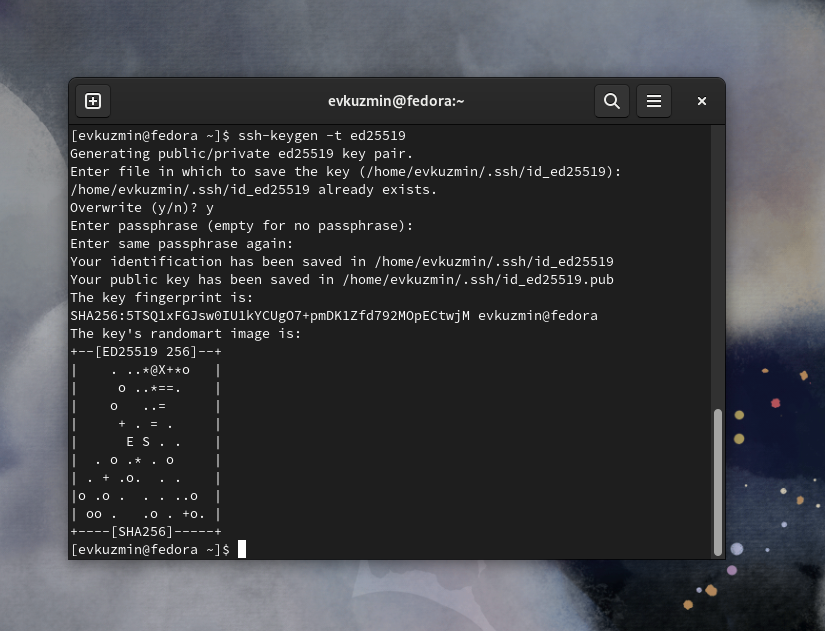 evkuzmin@fedora:~
[evkuzmin@fedora ~]$ ssh-keygen -t ed25519
Generating public/private ed25519 key pair.
Enter file in which to save the key (/home/evkuzmin/.ssh/id_ed25519):
/home/evkuzmin/.ssh/id_ed25519 already exists.
Overwrite (y/n)? y
Enter passphrase (empty for no passphrase):
Enter same passphrase again:
Your identification has been saved in /home/evkuzmin/.ssh/id_ed25519
Your public key has been saved in /home/evkuzmin/.ssh/id_ed25519.pub
The key fingerprint is:
SHA256:5TSQ1xFGJsw0IU1kYCUgO7+pmDK1Zfd792MOpECtwjM evkuzmin@fedora
The key's randomart image is:
+--[ED25519 256]--+
|    . ..*@X+*o   |
|     o ..*==.    |
|    o   ..=      |
|     + . = .     |
|      E S . .    |
|  . o .* . o     |
| . + .o.  . .    |
|o .o .  . . ..o  |
| oo .   .o . +o. |
+----[SHA256]-----+
[evkuzmin@fedora ~]$